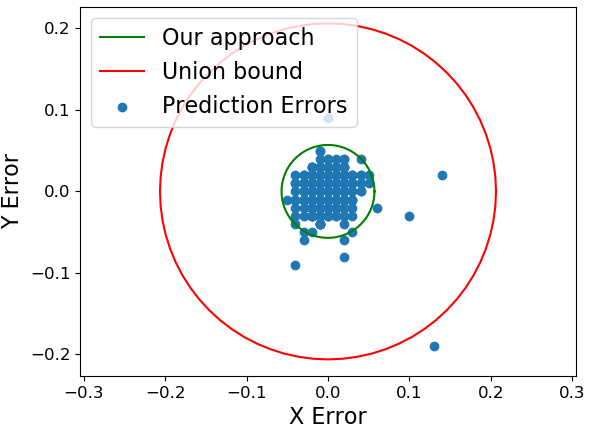 Our approach
Union bound
Prediction Errors
Y Error
0.2
0.1
0.0
−0.1
−0.2
−0.3
−0.2
−0.1
0.0
0.1
0.2
0.3
X Error